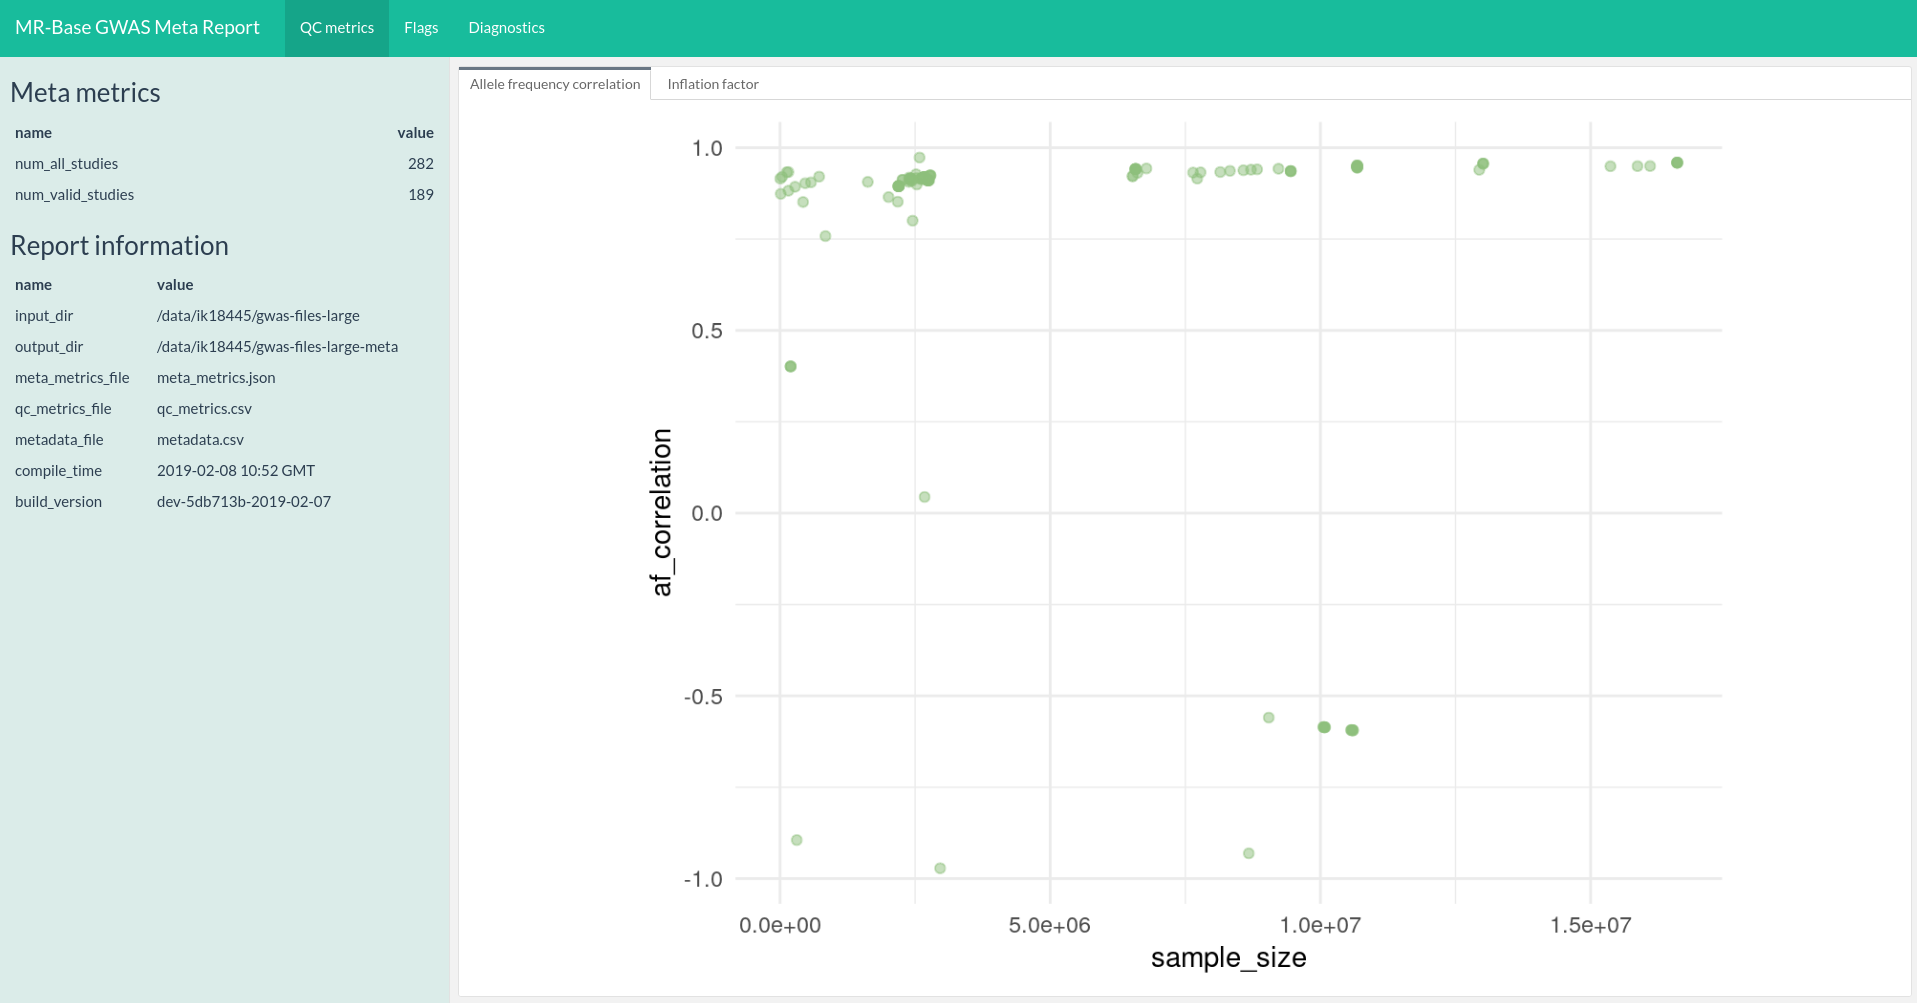 MR-Base GWAS Meta Report QC metrics Flags Diagnostics
Meta metrics
name value
num_all_studies 282
num_valid_studies 189
Report information
name value
input_dir /data/ik18445/gwas-files-large
output_dir /data/ik18445/gwas-files-large-meta
meta_metrics_file meta_metrics.json
qc_metrics_file qc_metrics.csv
metadata_file metadata.csv
compile_time 2019-02-08 10:52 GMT
build_version dev-5db713b-2019-02-07
Allele frequency correlation Inflation factor
1.0
0.5
0.0
-0.5
-1.0
af_correlation
0.0e+00 5.0e+06 1.0e+07 1.5e+07
sample_size